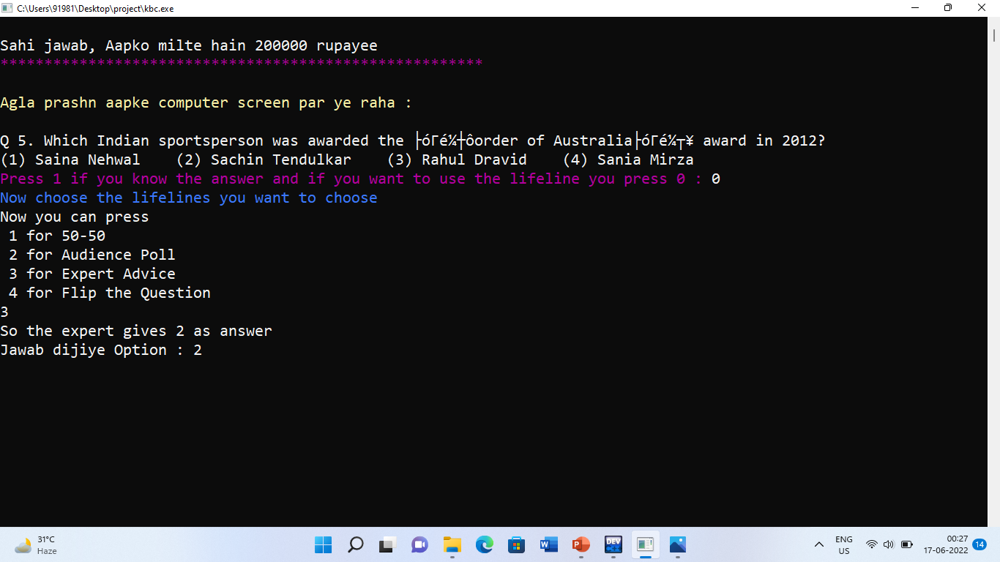 C:\Users\91981\Desktop\project\kbc.exe
Sahi jawab, Aapko milte hain 200000 rupayee
*******************************************************
Agla prashn aapke computer screen par ye raha :
Q 5. Which Indian sportsperson was awarded the ├óΓé¼┼ôorder of Australia├óΓé¼┬¥ award in 2012?
(1) Saina Nehwal    (2) Sachin Tendulkar    (3) Rahul Dravid    (4) Sania Mirza
Press 1 if you know the answer and if you want to use the lifeline you press 0 : 0
Now choose the lifelines you want to choose
Now you can press
 1 for 50-50
 2 for Audience Poll
 3 for Expert Advice
 4 for Flip the Question
3
So the expert gives 2 as answer
Jawab dijiye Option : 2
31°C
Haze
W
P
DEV
ENG
US
00:27
17-06-2022
14